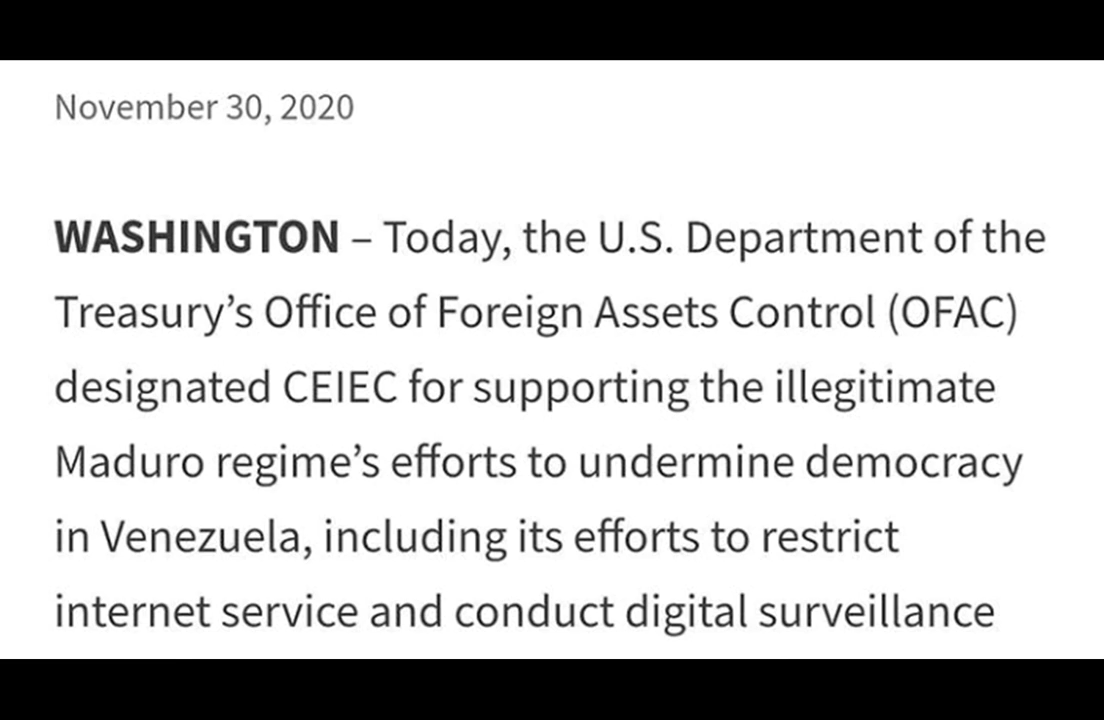 November 30, 2020
WASHINGTON – Today, the U.S. Department of the
Treasury’s Office of Foreign Assets Control (OFAC)
designated CEIEC for supporting the illegitimate
Maduro regime’s efforts to undermine democracy
in Venezuela, including its efforts to restrict
internet service and conduct digital surveillance